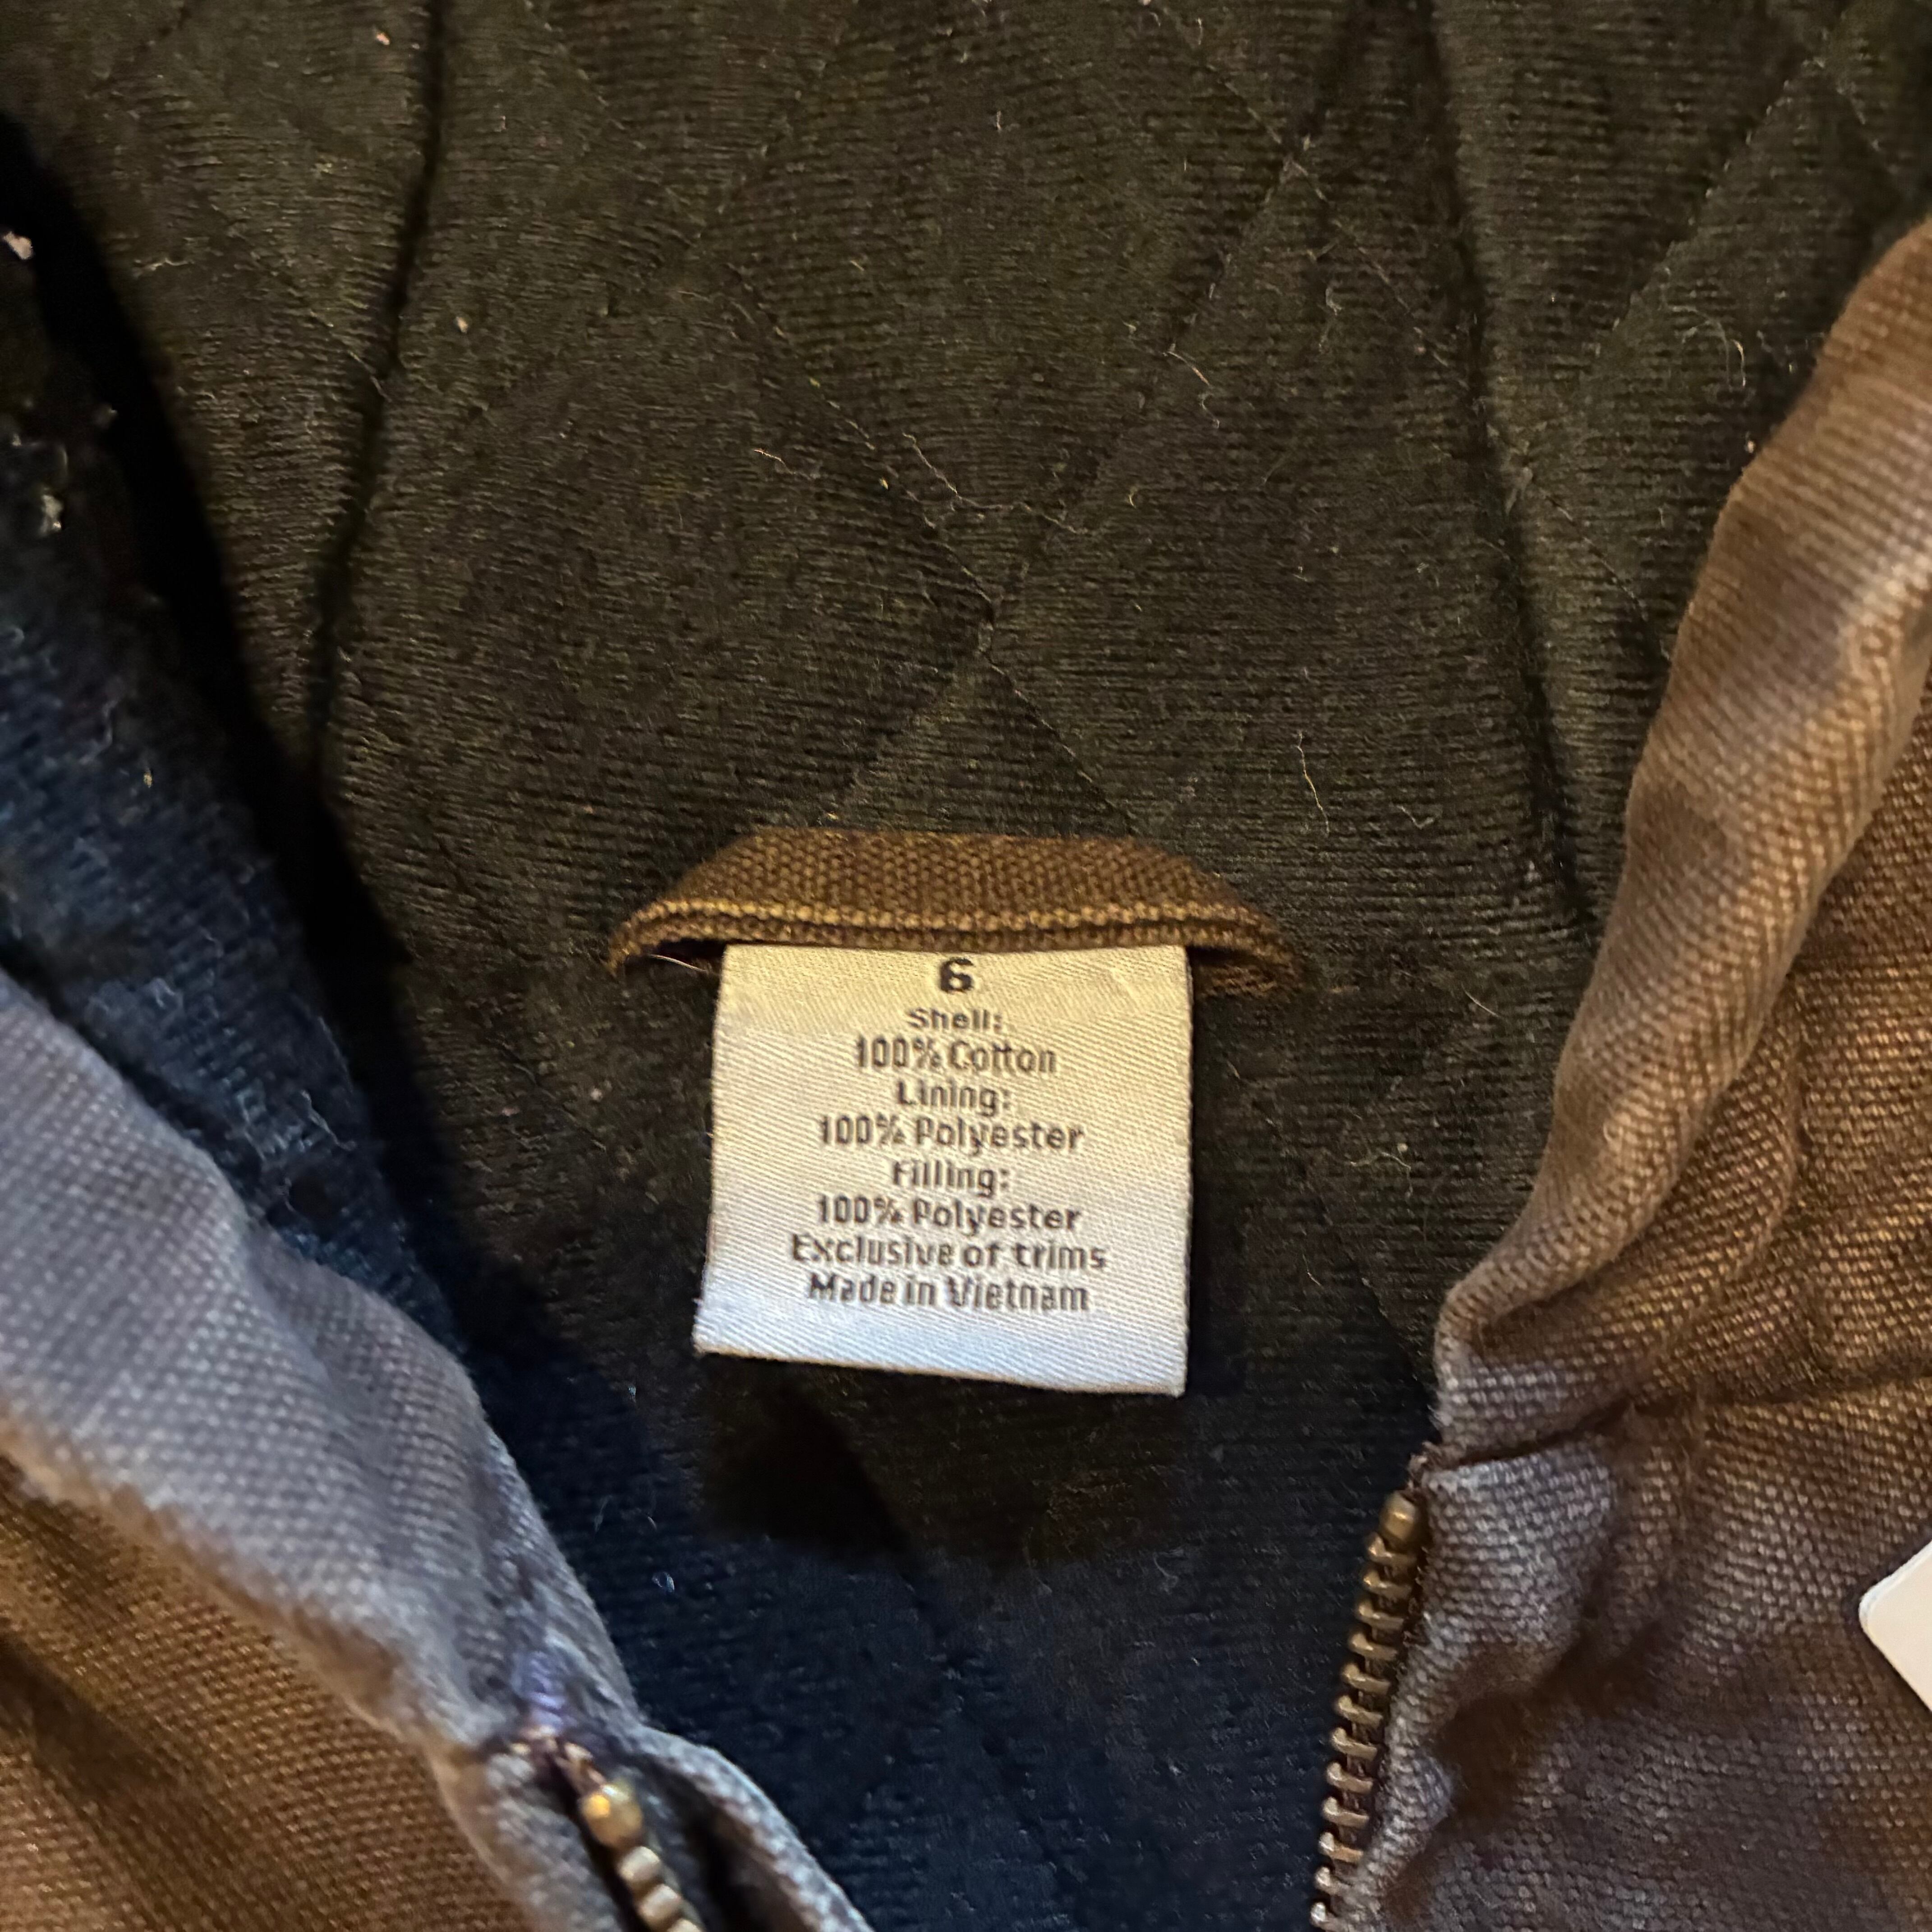 6
Shell:
100% Cotton
Lining:
100% Polyester
Filling:
100% Polyester
Exclusive of trims
Made in Vietnam